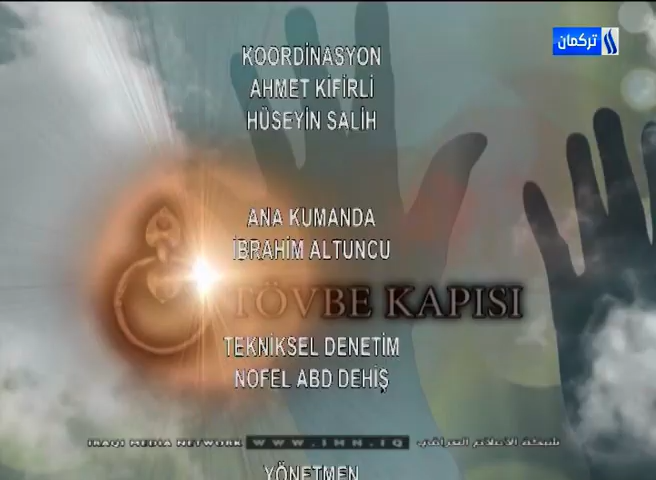 تركمان
KOORDİNASYON
AHMET KİFİRLİ
HÜSEYİN SALİH
ANA KUMANDA
İBRAHİM ALTUNCU
TÖVBE KAPISI
TEKNİKSEL DENETİM
NOFEL ABD DEHİŞ
IRAQI MEDIA NETWORK WWW.IMN.IQ شبكة الاعلام العراقي
YÖNETMEN